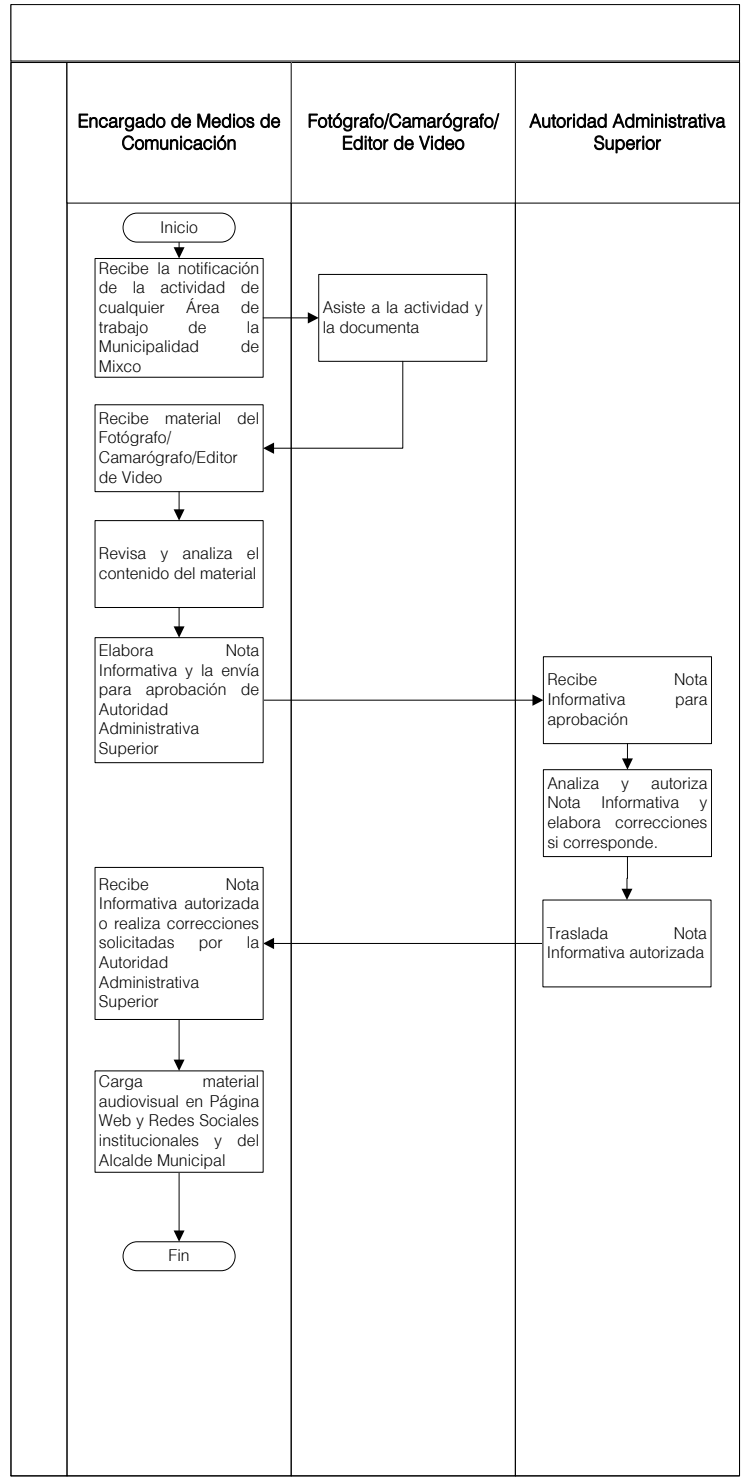 Encargado de Medios de
Comunicación
Fotógrafo/Camarógrafo/
Editor de Video
Autoridad Administrativa
Superior
Inicio
Recibe la notificación
de la actividad de
cualquier Área de
trabajo de la
Municipalidad de
Mixco
Asiste a la actividad y
la documenta
Recibe material del
Fotógrafo/
Camarógrafo/Editor
de Video
Revisa y analiza el
contenido del material
Elabora Nota
Informativa y la envía
para aprobación de
Autoridad
Administrativa
Superior
Recibe Nota
Informativa para
aprobación
Analiza y autoriza
Nota Informativa y
elabora correcciones
si corresponde.
Traslada Nota
Informativa autorizada
Recibe Nota
Informativa autorizada
o realiza correcciones
solicitadas por la
Autoridad
Administrativa
Superior
Carga material
audiovisual en Página
Web y Redes Sociales
institucionales y del
Alcalde Municipal
Fin